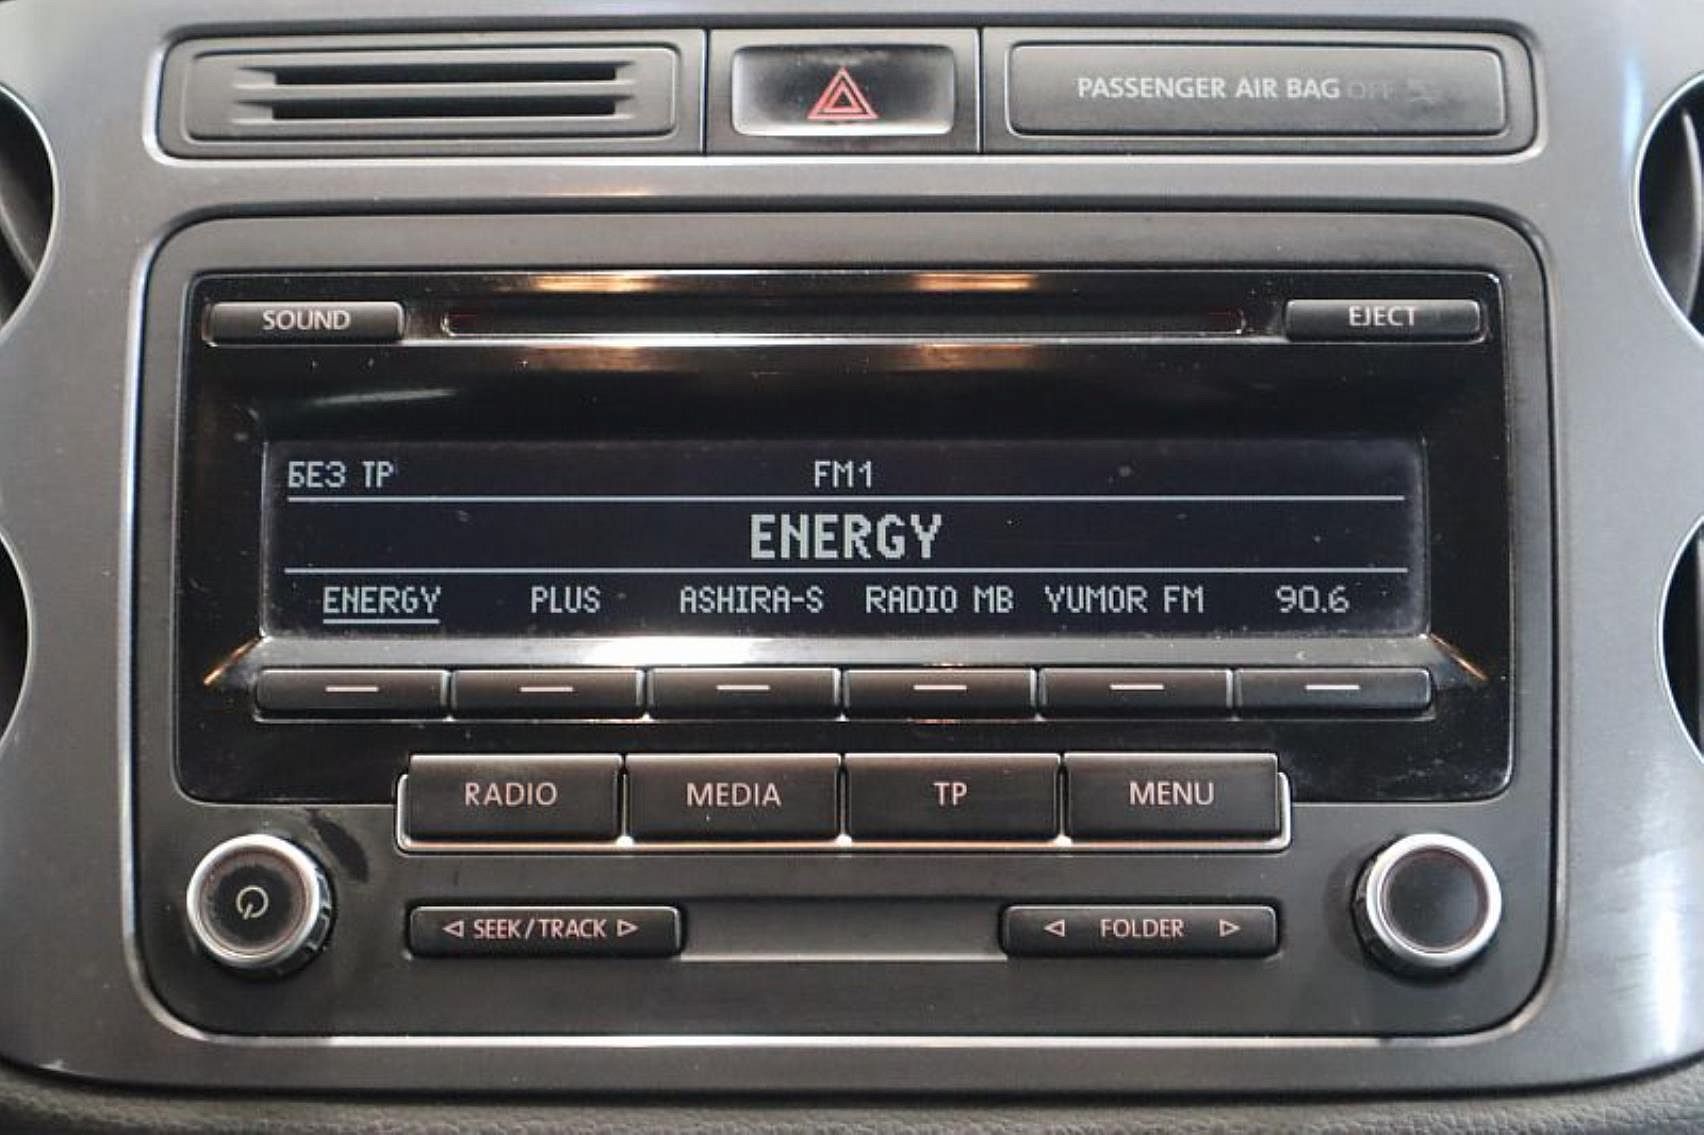 PASSENGER AIR BAG OFF
SOUND
EJECT
БЕЗ TP
FM1
ENERGY
ENERGY PLUS ASHIRA-S RADIO MB YUMOR FM 90.6
RADIO MEDIA TP MENU
SEEK/TRACK
FOLDER